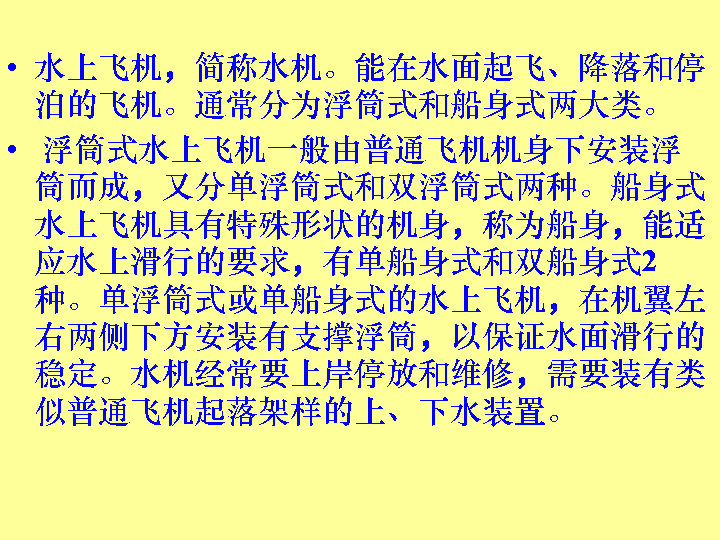 • 水上飞机，简称水机。能在水面起飞、降落和停
泊的飞机。通常分为浮筒式和船身式两大类。
• 浮筒式水上飞机一般由普通飞机机身下安装浮
筒而成，又分单浮筒式和双浮筒式两种。船身式
水上飞机具有特殊形状的机身，称为船身，能适
应水上滑行的要求，有单船身式和双船身式2
种。单浮筒式或单船身式的水上飞机，在机翼左
右两侧下方安装有支撑浮筒，以保证水面滑行的
稳定。水机经常要上岸停放和维修，需要装有类
似普通飞机起落架样的上、下水装置。